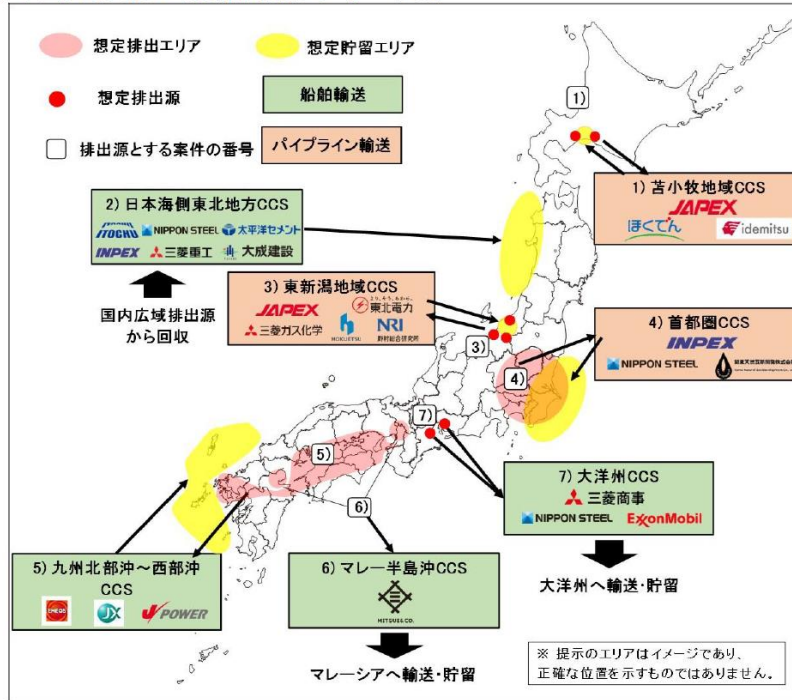 想定排出エリア
想定貯留エリア
想定排出源
船舶輸送
排出源とする案件の番号
パイプライン輸送
1)
1) 苫小牧地域CCS
JAPEX
ほくでん
idemitsu
2) 日本海側東北地方CCS
ITOCHU
NIPPON STEEL
太平洋セメント
INPEX
三菱重工
大成建設
国内広域排出源
から回収
3) 東新潟地域CCS
JAPEX
東北電力
三菱ガス化学
HOKUETSU
NRI
野村総合研究所
3)
4) 首都圏CCS
INPEX
NIPPON STEEL
4)
7)
5)
6)
7) 大洋州CCS
三菱商事
NIPPON STEEL
ExxonMobil
大洋州へ輸送・貯留
5) 九州北部沖～西部沖
CCS
ENEOS
JX
J POWER
6) マレー半島沖CCS
MITSUI & CO.
マレーシアへ輸送・貯留
※ 提示のエリアはイメージであり、
正確な位置を示すものではありません。